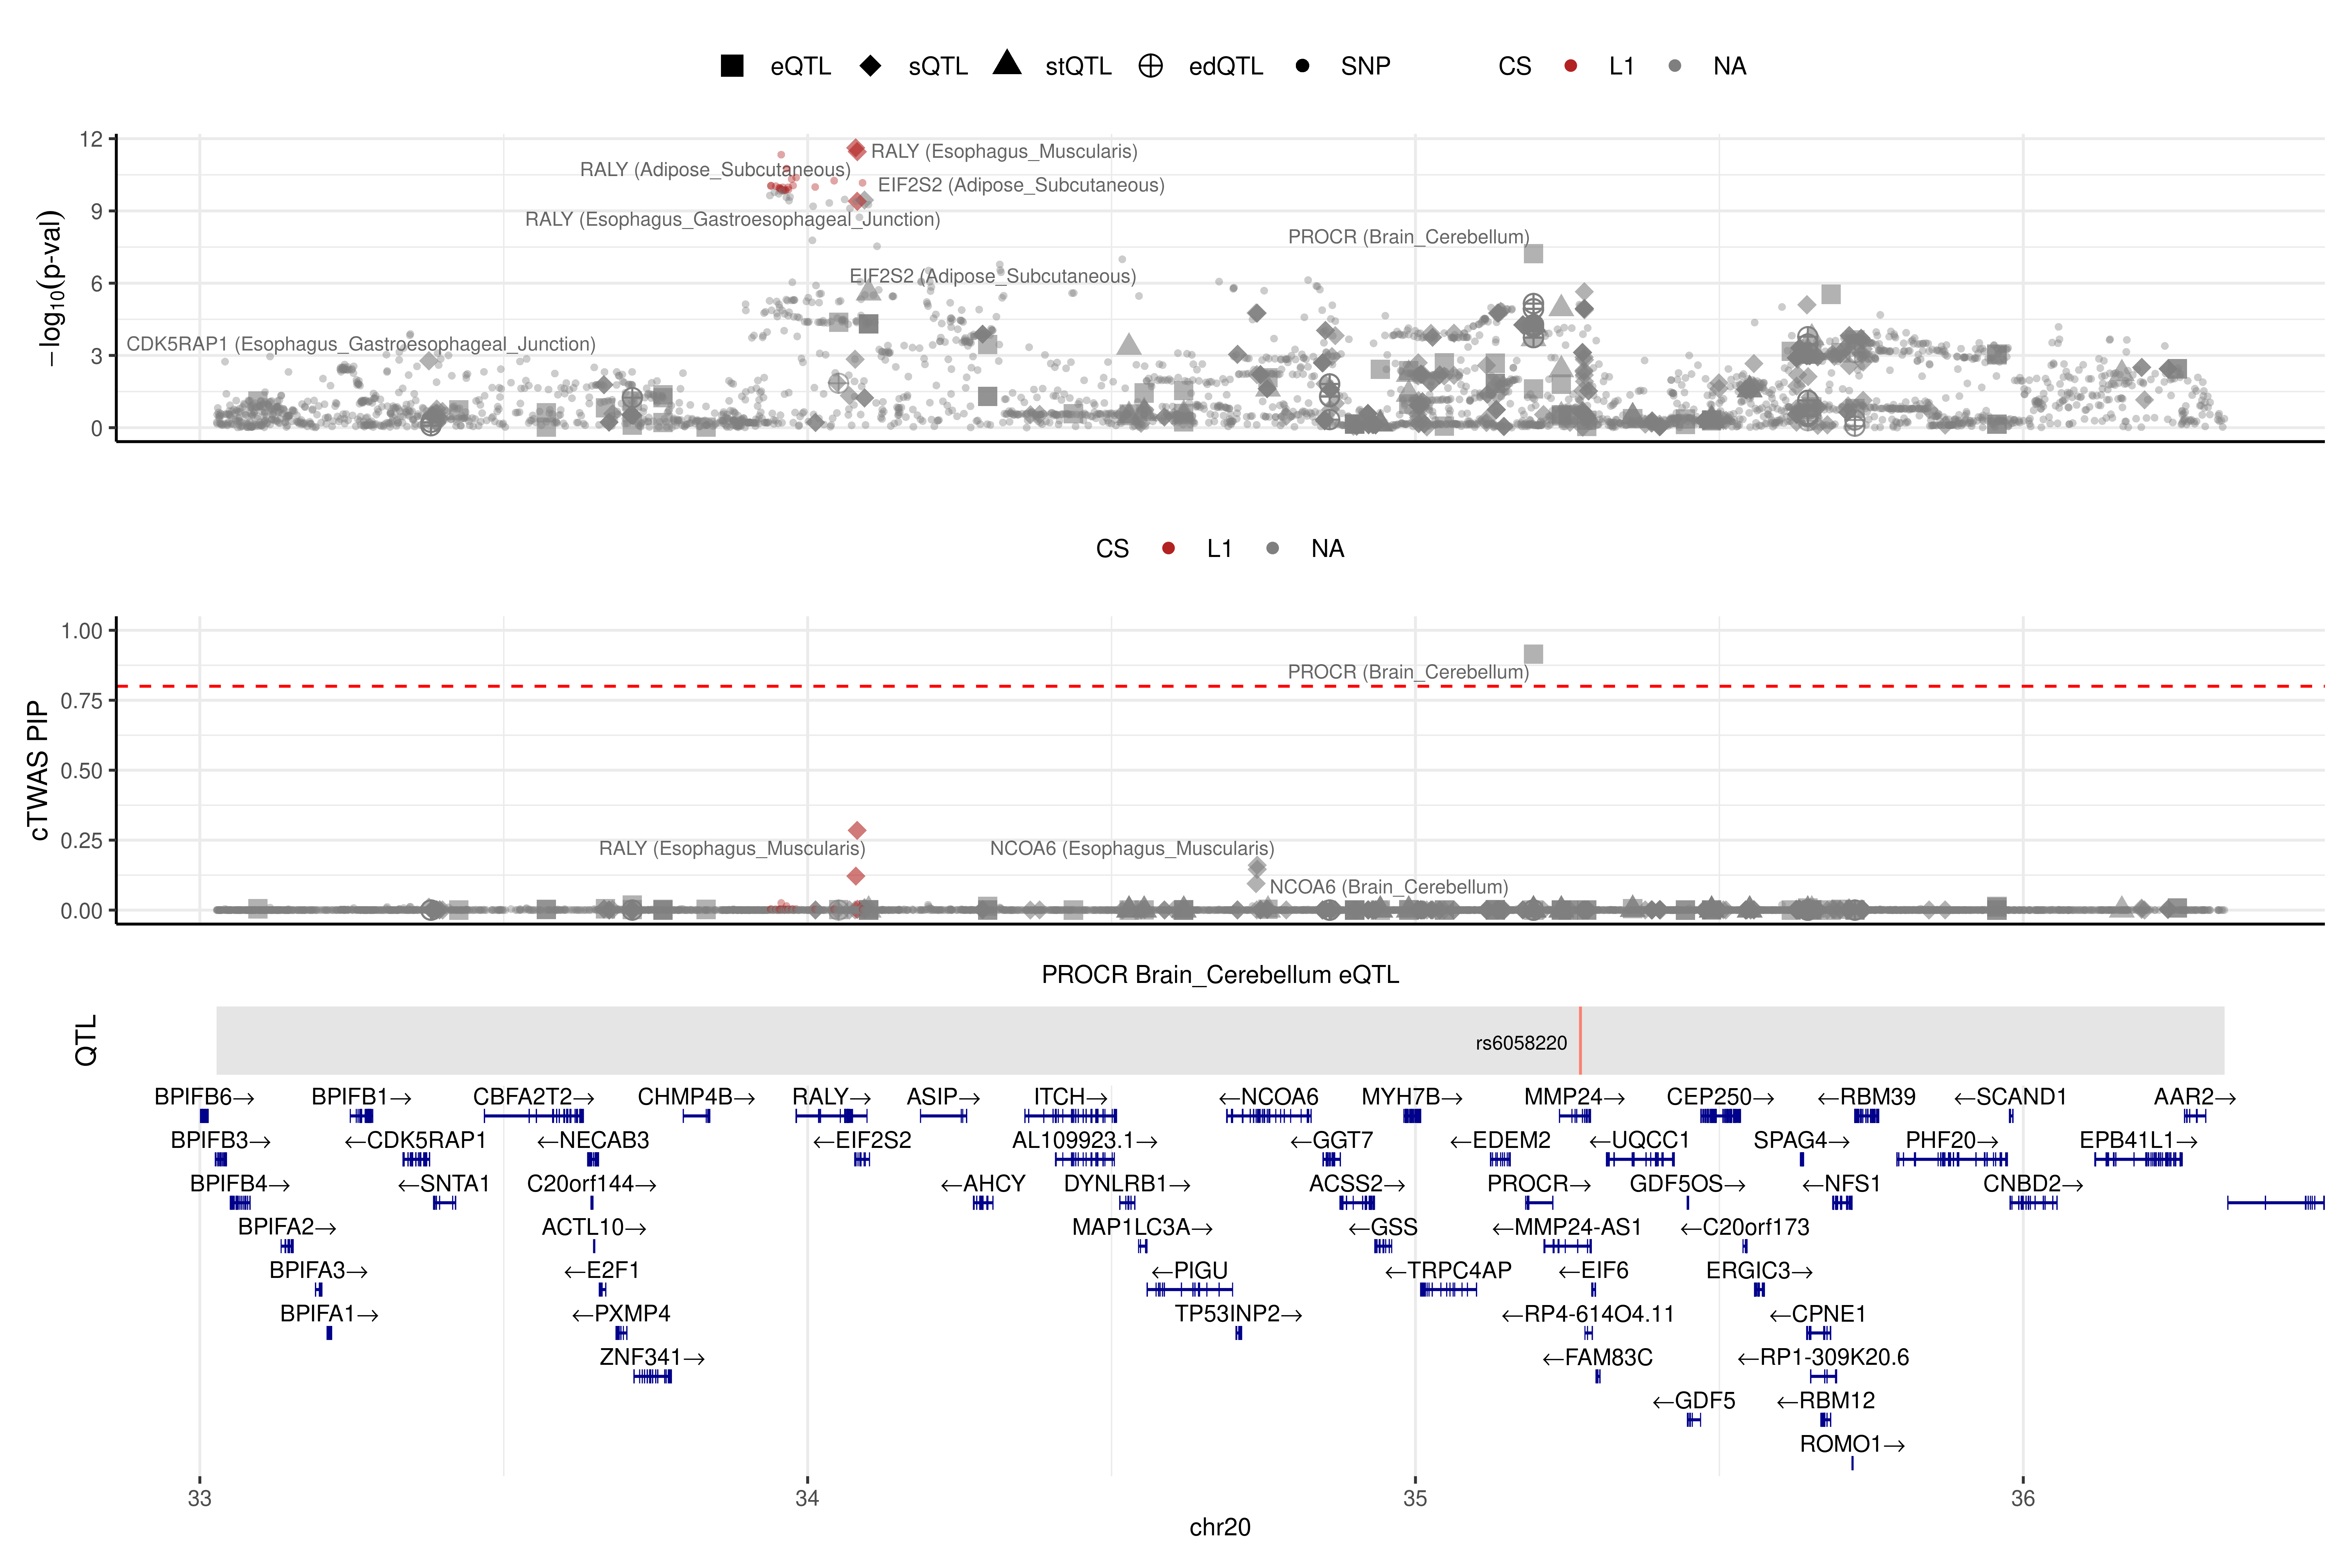 eQTL sQTL stQTL edQTL SNP CS L1 NA
12
9
6
3
0
−log10(p-val)
RALY (Esophagus_Muscularis)
RALY (Adipose_Subcutaneous)
EIF2S2 (Adipose_Subcutaneous)
RALY (Esophagus_Gastroesophageal_Junction)
PROCR (Brain_Cerebellum)
EIF2S2 (Adipose_Subcutaneous)
CDK5RAP1 (Esophagus_Gastroesophageal_Junction)
CS L1 NA
1.00
0.75
0.50
0.25
0.00
cTWAS PIP
PROCR (Brain_Cerebellum)
RALY (Esophagus_Muscularis) NCOA6 (Esophagus_Muscularis)
NCOA6 (Brain_Cerebellum)
PROCR Brain_Cerebellum eQTL
QTL
rs6058220
BPIFB6→ BPIFB1→ CBFA2T2→ CHMP4B→ RALY→ ASIP→ ITCH→ ←NCOA6 MYH7B→ MMP24→ CEP250→ ←RBM39 ←SCAND1 AAR2→
BPIFB3→ ←CDK5RAP1 ←NECAB3 ←EIF2S2 AL109923.1→ ←GGT7 ←EDEM2 ←UQCC1 SPAG4→ PHF20→ EPB41L1→
BPIFB4→ ←SNTA1 C20orf144→ ←AHCY DYNLRB1→ ACSS2→ PROCR→ GDF5OS→ ←NFS1 CNBD2→
BPIFA2→ ACTL10→ MAP1LC3A→ ←GSS ←MMP24-AS1 ←C20orf173
BPIFA3→ ←E2F1 ←PIGU ←TRPC4AP ←EIF6 ERGIC3→
BPIFA1→ ←PXMP4 TP53INP2→ ←RP4-614O4.11 ←CPNE1
ZNF341→ ←FAM83C ←RP1-309K20.6
←GDF5 ←RBM12
ROMO1→
33 34 35 36
chr20